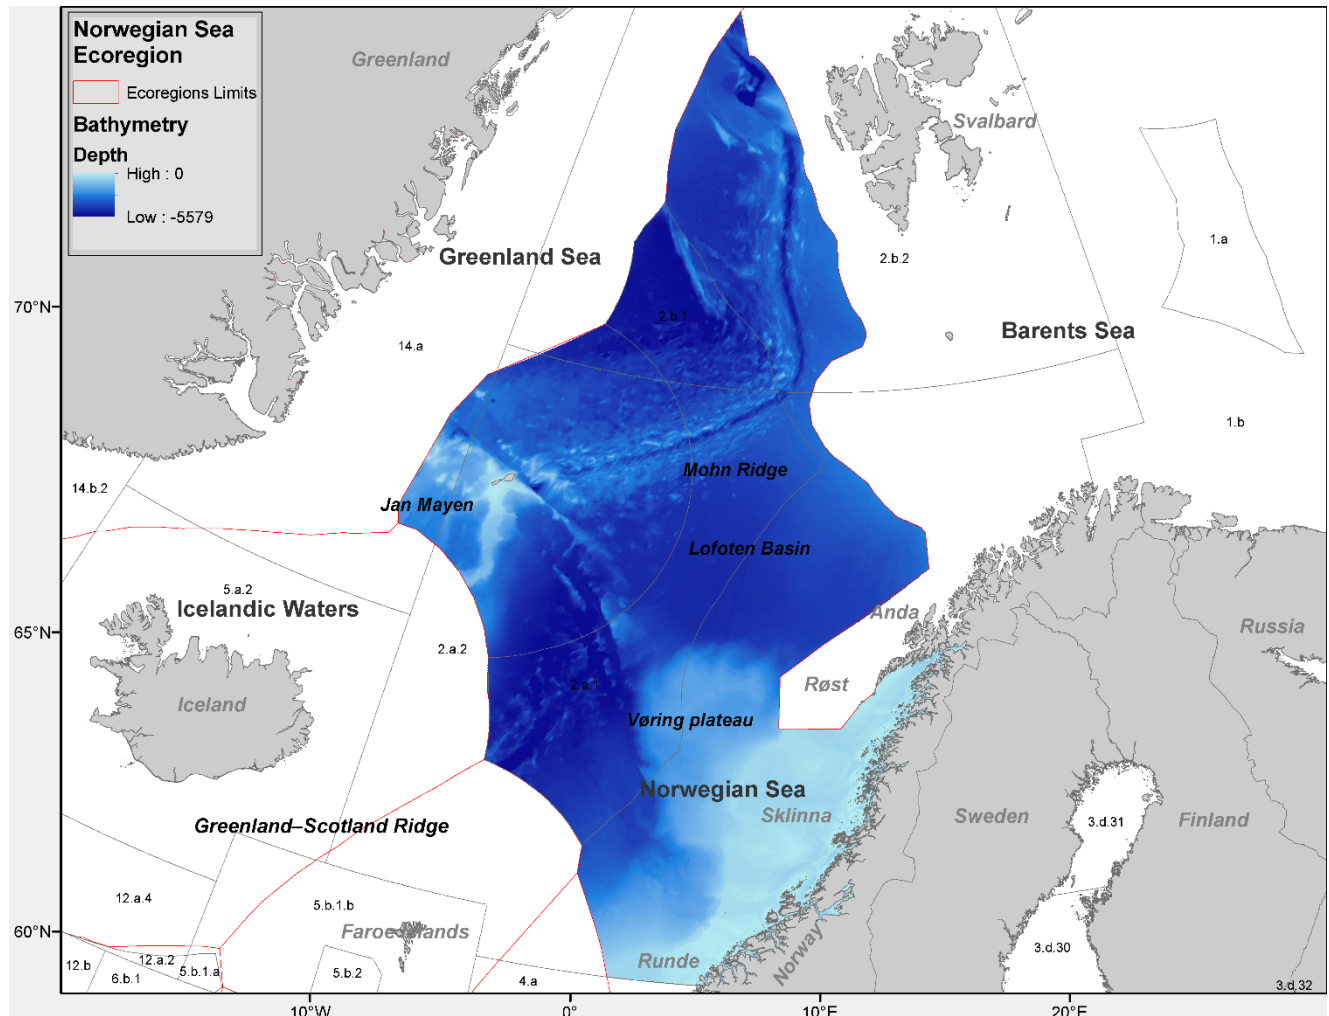 Norwegian Sea
Ecoregion
Ecoregions Limits
Bathymetry
Depth
High : 0
Low : -5579
Greenland
Svalbard
1.a
Greenland Sea
2.b.2
70°N
2.b.1
Barents Sea
14.a
1.b
Mohn Ridge
14.b.2
Jan Mayen
Lofoten Basin
5.a.2
Icelandic Waters
Anda
65°N
Russia
2.a.2
Røst
2.a.1
Iceland
Vøring plateau
Norwegian Sea
Sklinna
Sweden
3.d.31
Finland
Greenland–Scotland Ridge
12.a.4
5.b.1.b
60°N
Faroe Islands
Norway
3.d.30
12.b
12.a.2
Runde
6.b.1
5.b.1.a
5.b.2
4.a
3.d.32
10°W
0°
10°E
20°E